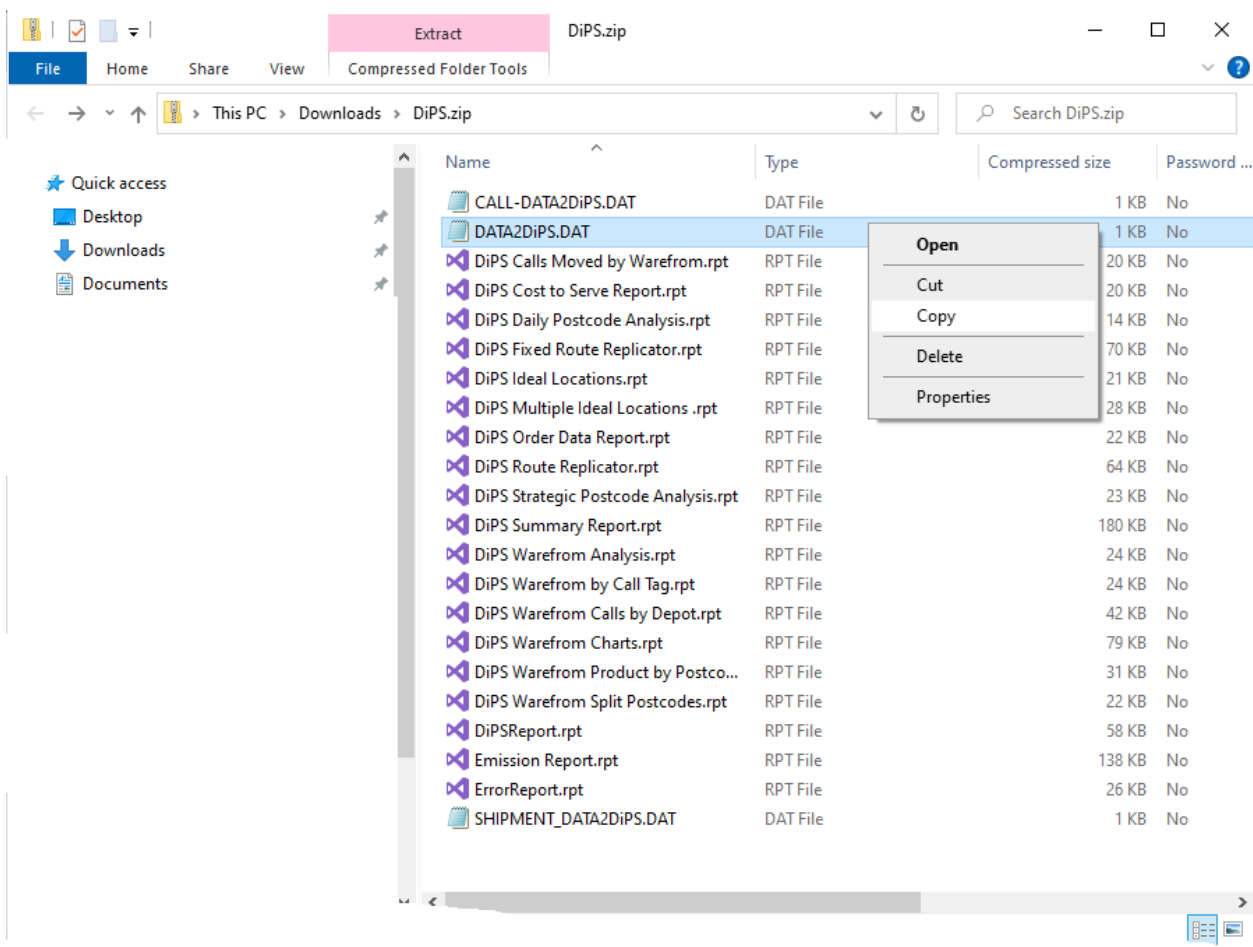 Extract DiPS.zip
File Home Share View Compressed Folder Tools
This PC Downloads DiPS.zip Search DiPS.zip
Quick access
Desktop
Downloads
Documents
Name Type Compressed size Password ...
CALL-DATA2DiPS.DAT DAT File 1 KB No
DATA2DiPS.DAT DAT File 1 KB No
DiPS Calls Moved by Warefrom.rpt RPT File 20 KB No
DiPS Cost to Serve Report.rpt RPT File 20 KB No
DiPS Daily Postcode Analysis.rpt RPT File 14 KB No
DiPS Fixed Route Replicator.rpt RPT File 70 KB No
DiPS Ideal Locations.rpt RPT File 21 KB No
DiPS Multiple Ideal Locations .rpt RPT File 28 KB No
DiPS Order Data Report.rpt RPT File 22 KB No
DiPS Route Replicator.rpt RPT File 64 KB No
DiPS Strategic Postcode Analysis.rpt RPT File 23 KB No
DiPS Summary Report.rpt RPT File 180 KB No
DiPS Warefrom Analysis.rpt RPT File 24 KB No
DiPS Warefrom by Call Tag.rpt RPT File 24 KB No
DiPS Warefrom Calls by Depot.rpt RPT File 42 KB No
DiPS Warefrom Charts.rpt RPT File 79 KB No
DiPS Warefrom Product by Postco... RPT File 31 KB No
DiPS Warefrom Split Postcodes.rpt RPT File 22 KB No
DiPSReport.rpt RPT File 58 KB No
Emission Report.rpt RPT File 138 KB No
ErrorReport.rpt RPT File 26 KB No
SHIPMENT_DATA2DiPS.DAT DAT File 1 KB No
Open
Cut
Copy
Delete
Properties